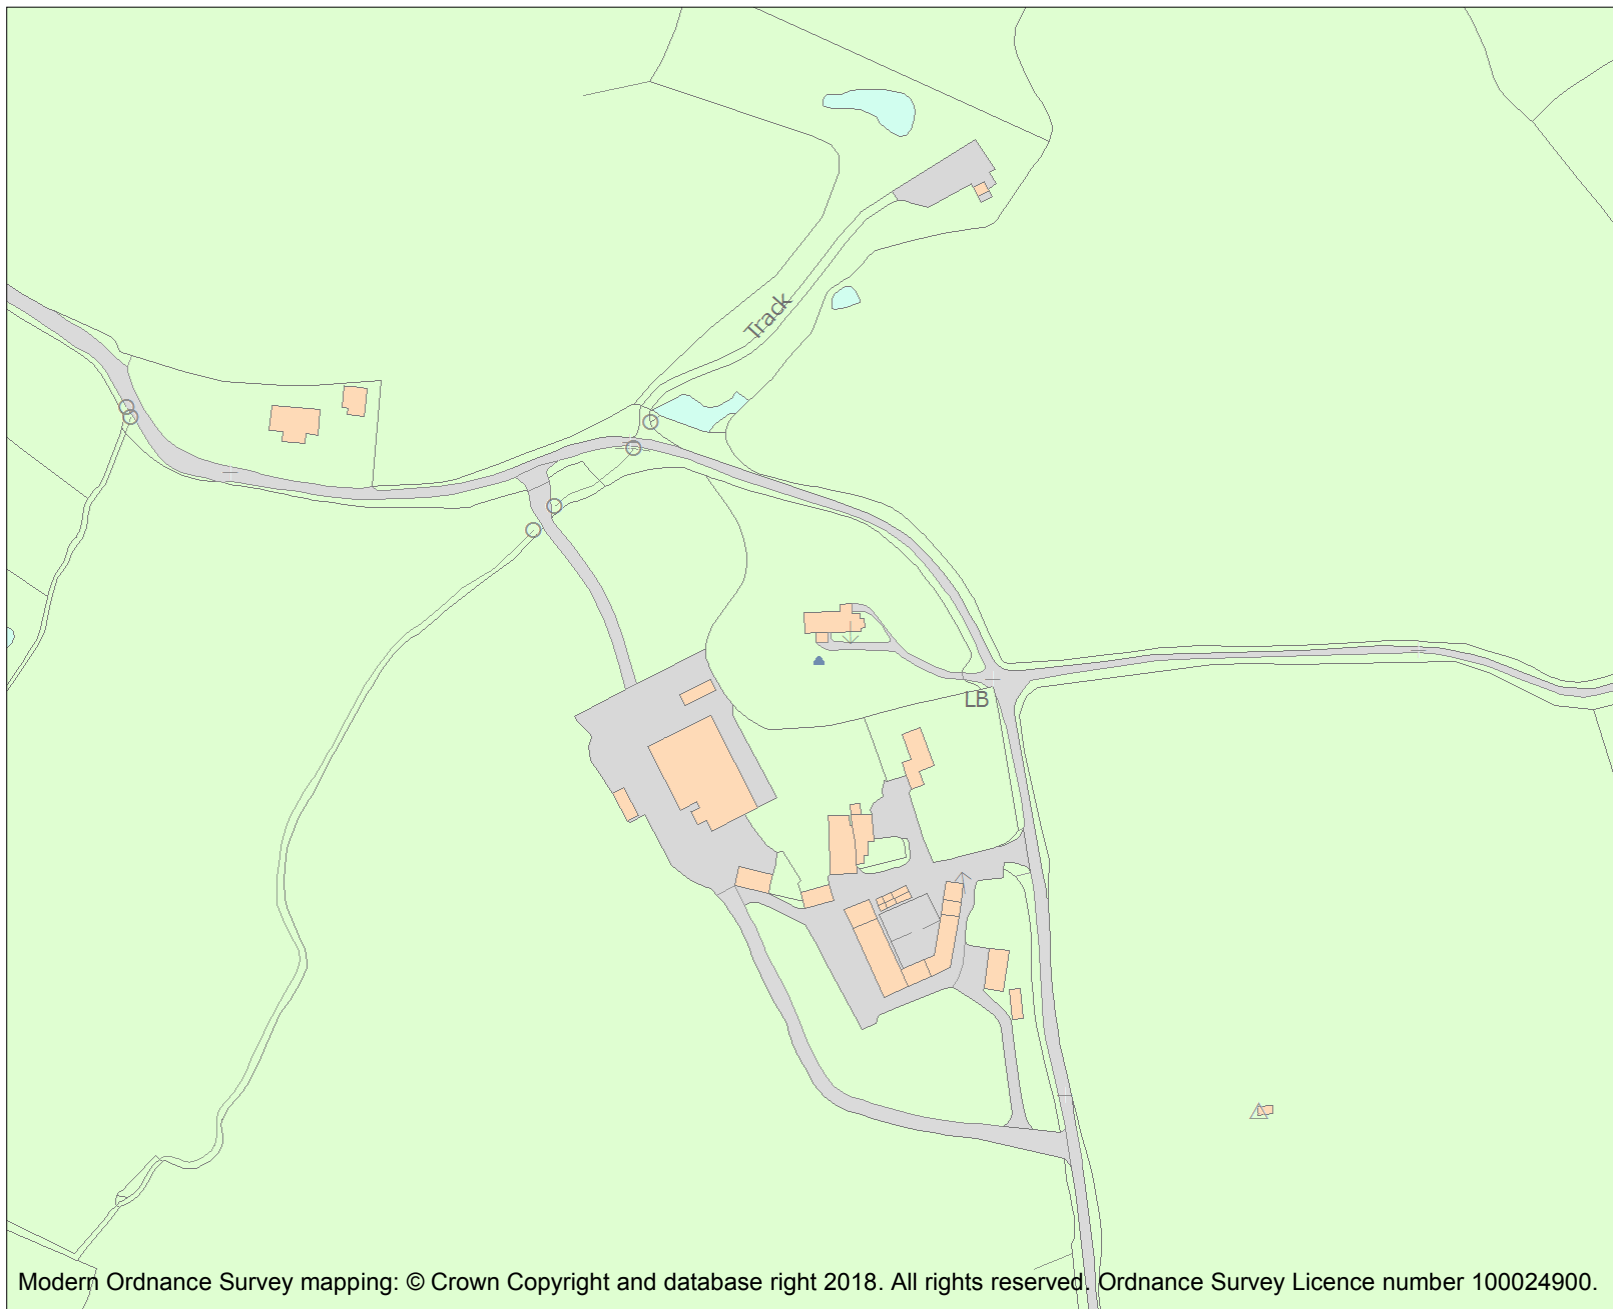 Track
LB
Modern Ordnance Survey mapping: © Crown Copyright and database right 2018. All rights reserved. Ordnance Survey Licence number 100024900.